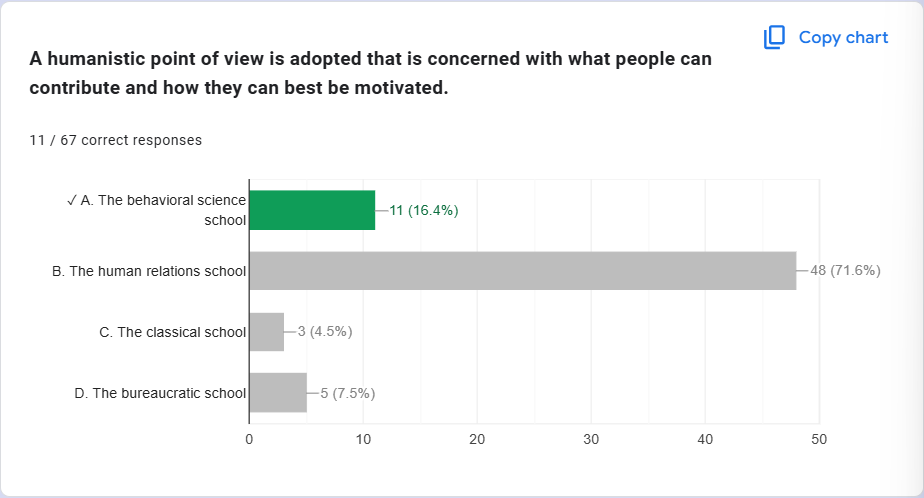 Copy chart
A humanistic point of view is adopted that is concerned with what people can
contribute and how they can best be motivated.
11 / 67 correct responses
✓ A. The behavioral science
school
11 (16.4%)
B. The human relations school
48 (71.6%)
C. The classical school
3 (4.5%)
D. The bureaucratic school
5 (7.5%)
0 10 20 30 40 50